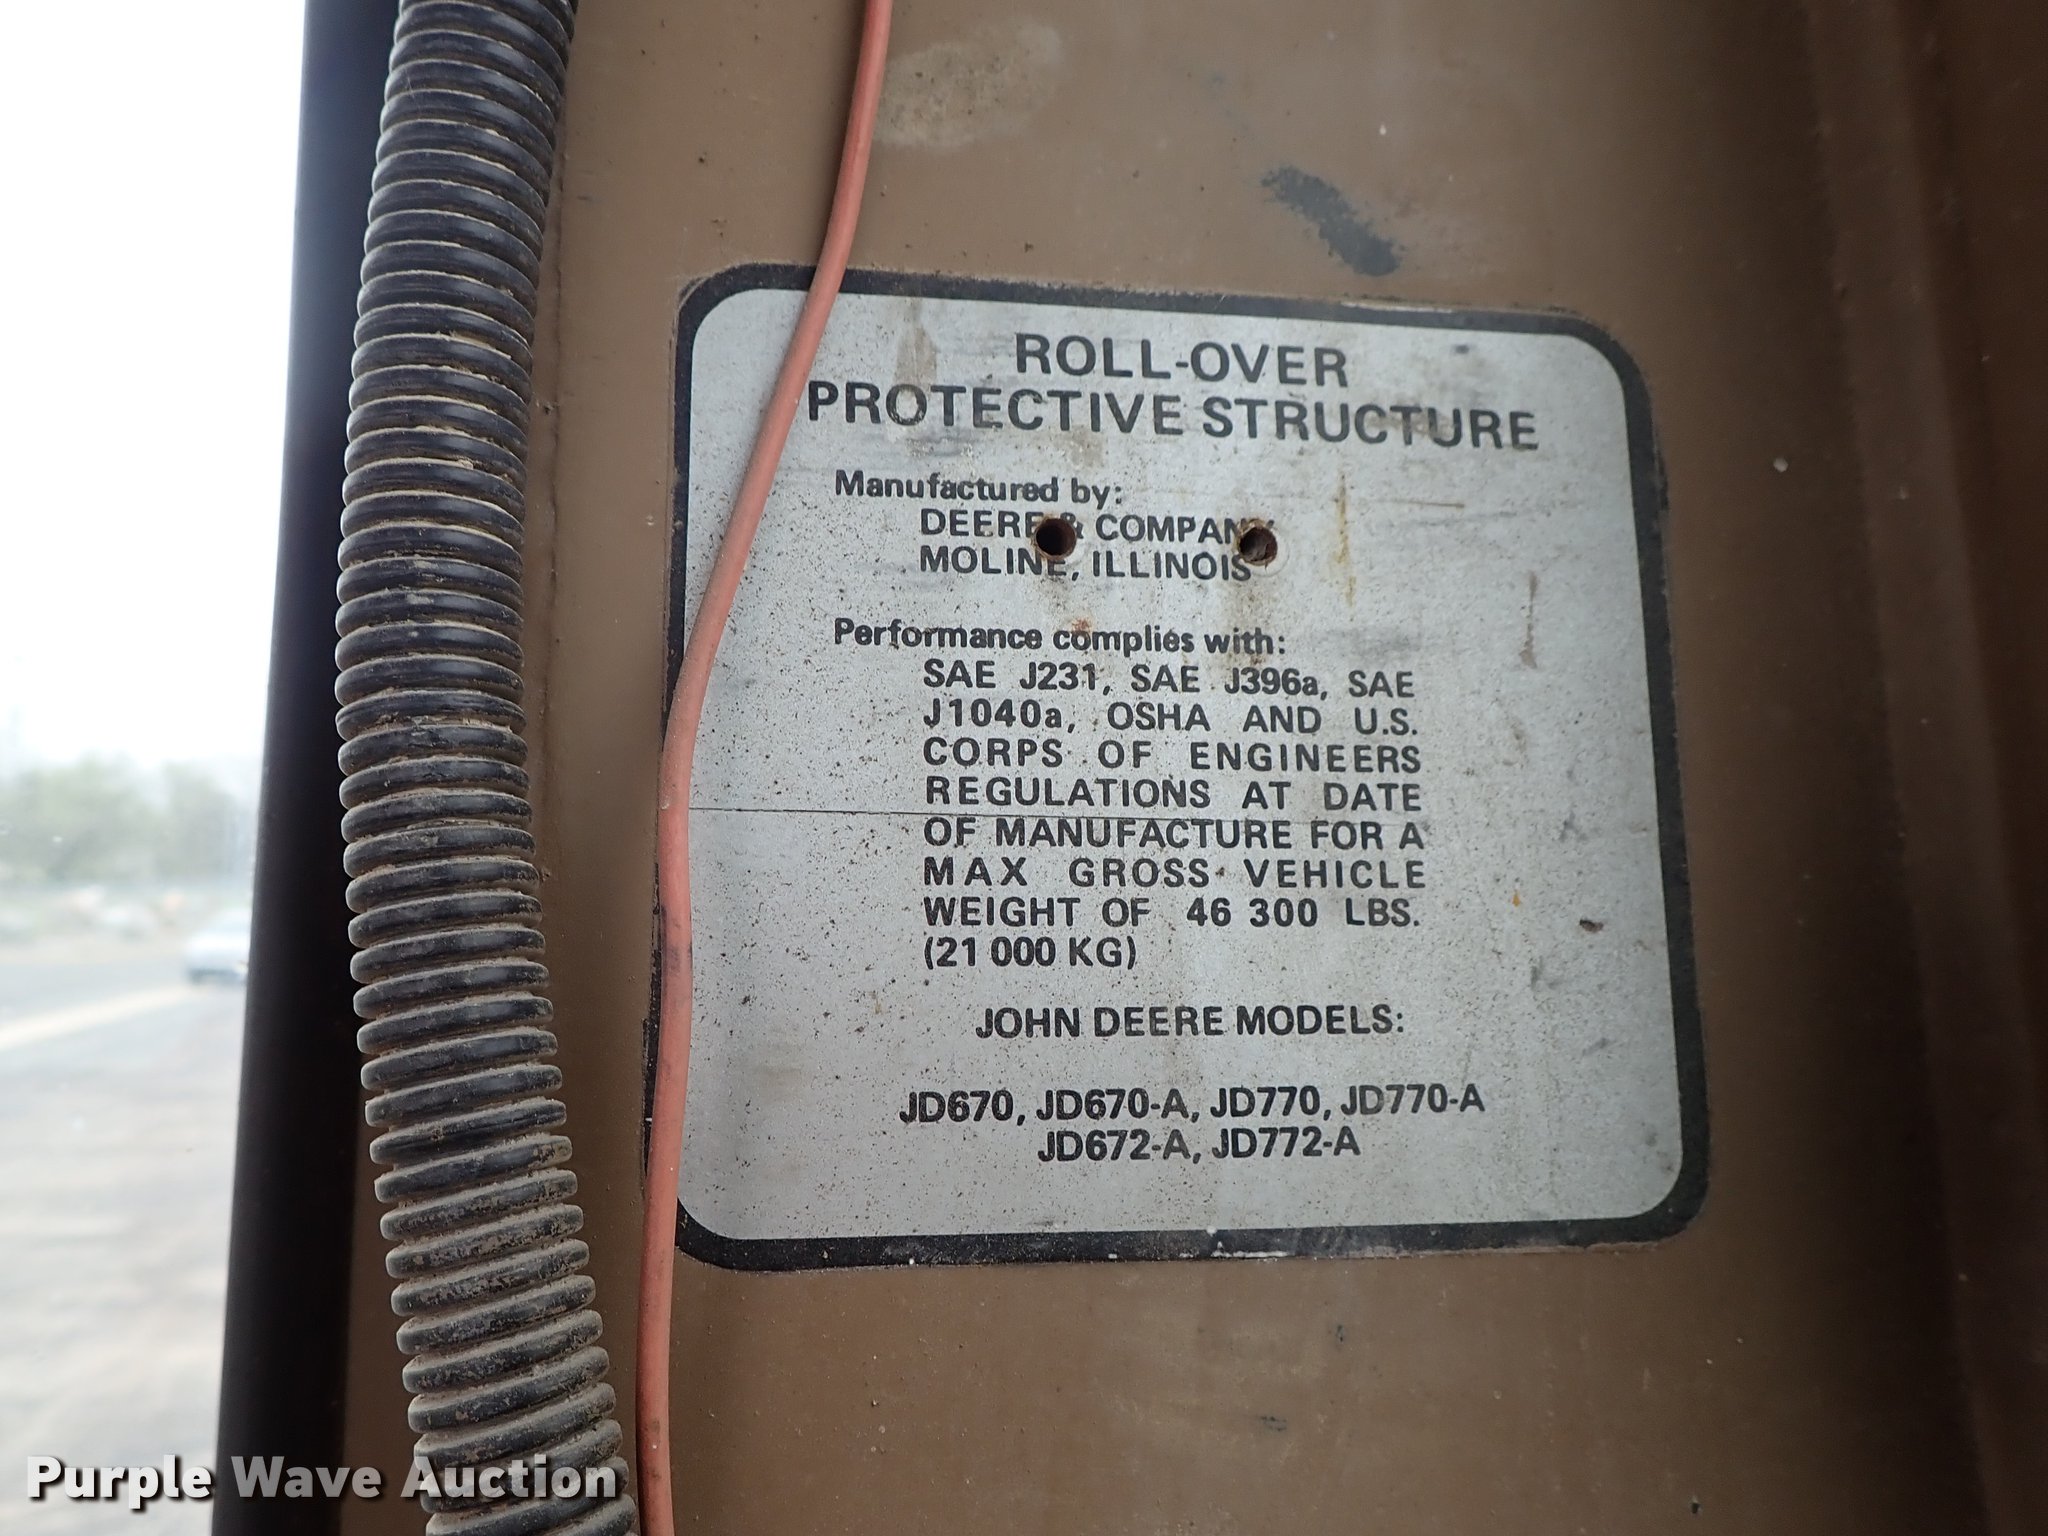 ROLL-OVER
PROTECTIVE STRUCTURE
Manufactured by:
DEERE & COMPANY
MOLINE, ILLINOIS
Performance complies with:
SAE J231, SAE J396a, SAE
J1040a, OSHA AND U.S.
CORPS OF ENGINEERS
REGULATIONS AT DATE
OF MANUFACTURE FOR A
MAX GROSS VEHICLE
WEIGHT OF 46 300 LBS.
(21 000 KG)
JOHN DEERE MODELS:
JD670, JD670-A, JD770, JD770-A
JD672-A, JD772-A
Purple Wave Auction